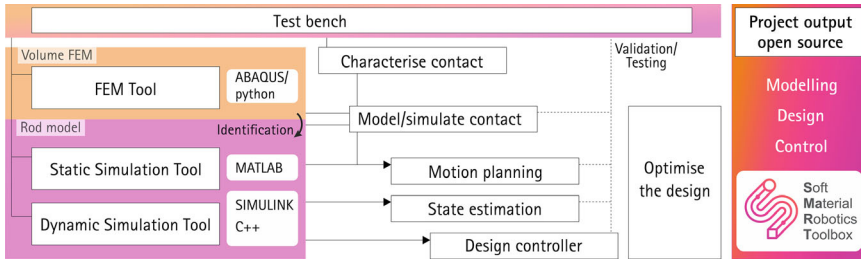 Test bench
Volume FEM
FEM Tool
ABAQUS/
python
Characterise contact
Validation/
Testing
Rod model
Identification
Model/simulate contact
Static Simulation Tool
MATLAB
Motion planning
Dynamic Simulation Tool
SIMULINK
C++
State estimation
Design controller
Optimise
the design
Project output
open source
Modelling
Design
Control
Soft
Material
Robotics
Toolbox